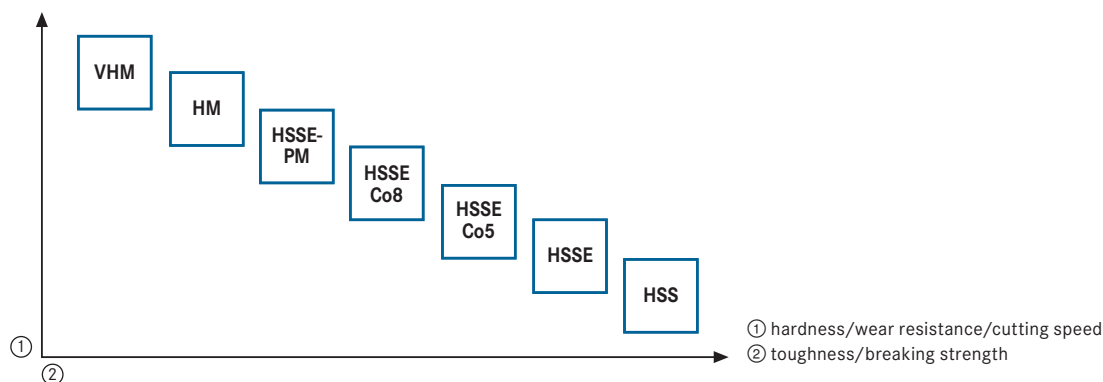 VHM
HM
HSSE-
PM
HSSE
Co8
HSSE
Co5
HSSE
HSS
①
②
① hardness/wear resistance/cutting speed
② toughness/breaking strength